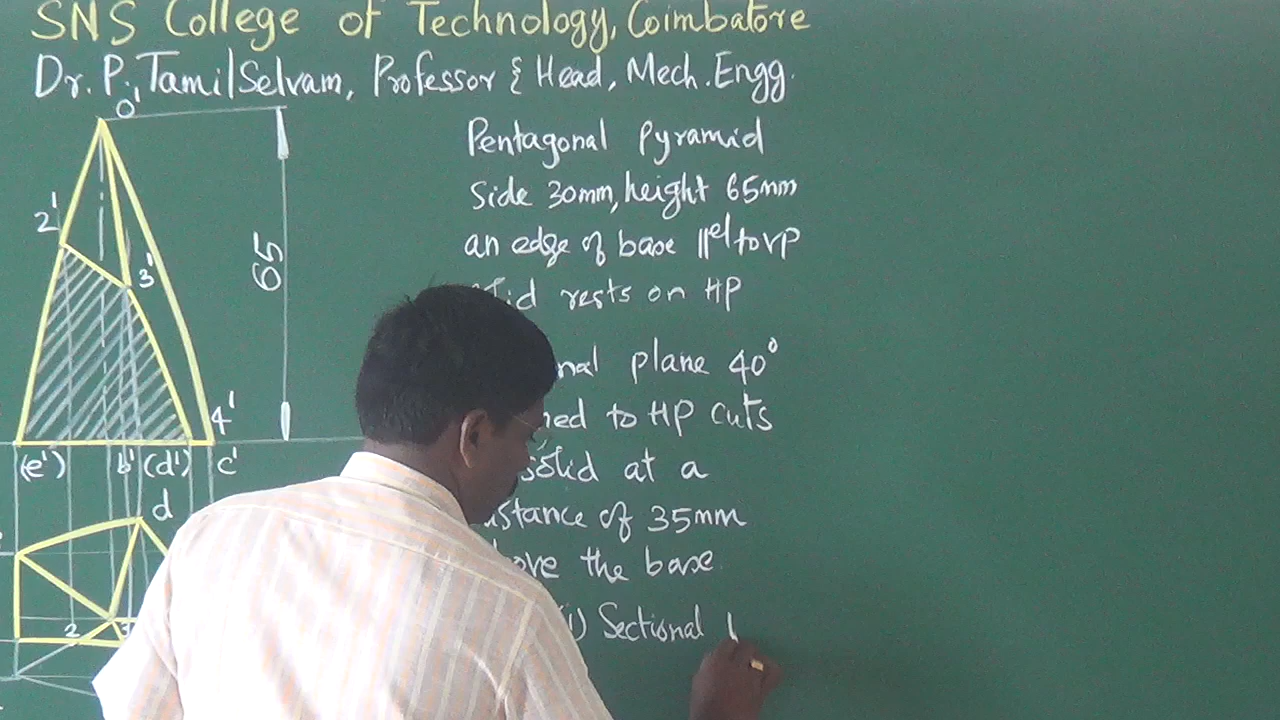 SNS College of Technology, Coimbatore
Dr. P. TamilSelvam, Professor & Head, Mech. Engg.
O'
Pentagonal Pyramid
Side 30mm, height 65mm
2'
an edge of base ||el to VP
65
3'
rests on HP
plane 40°
4'
to HP cuts
(e') b' (d') c'
solid at a
d
of 35mm
the base
2
Sectional